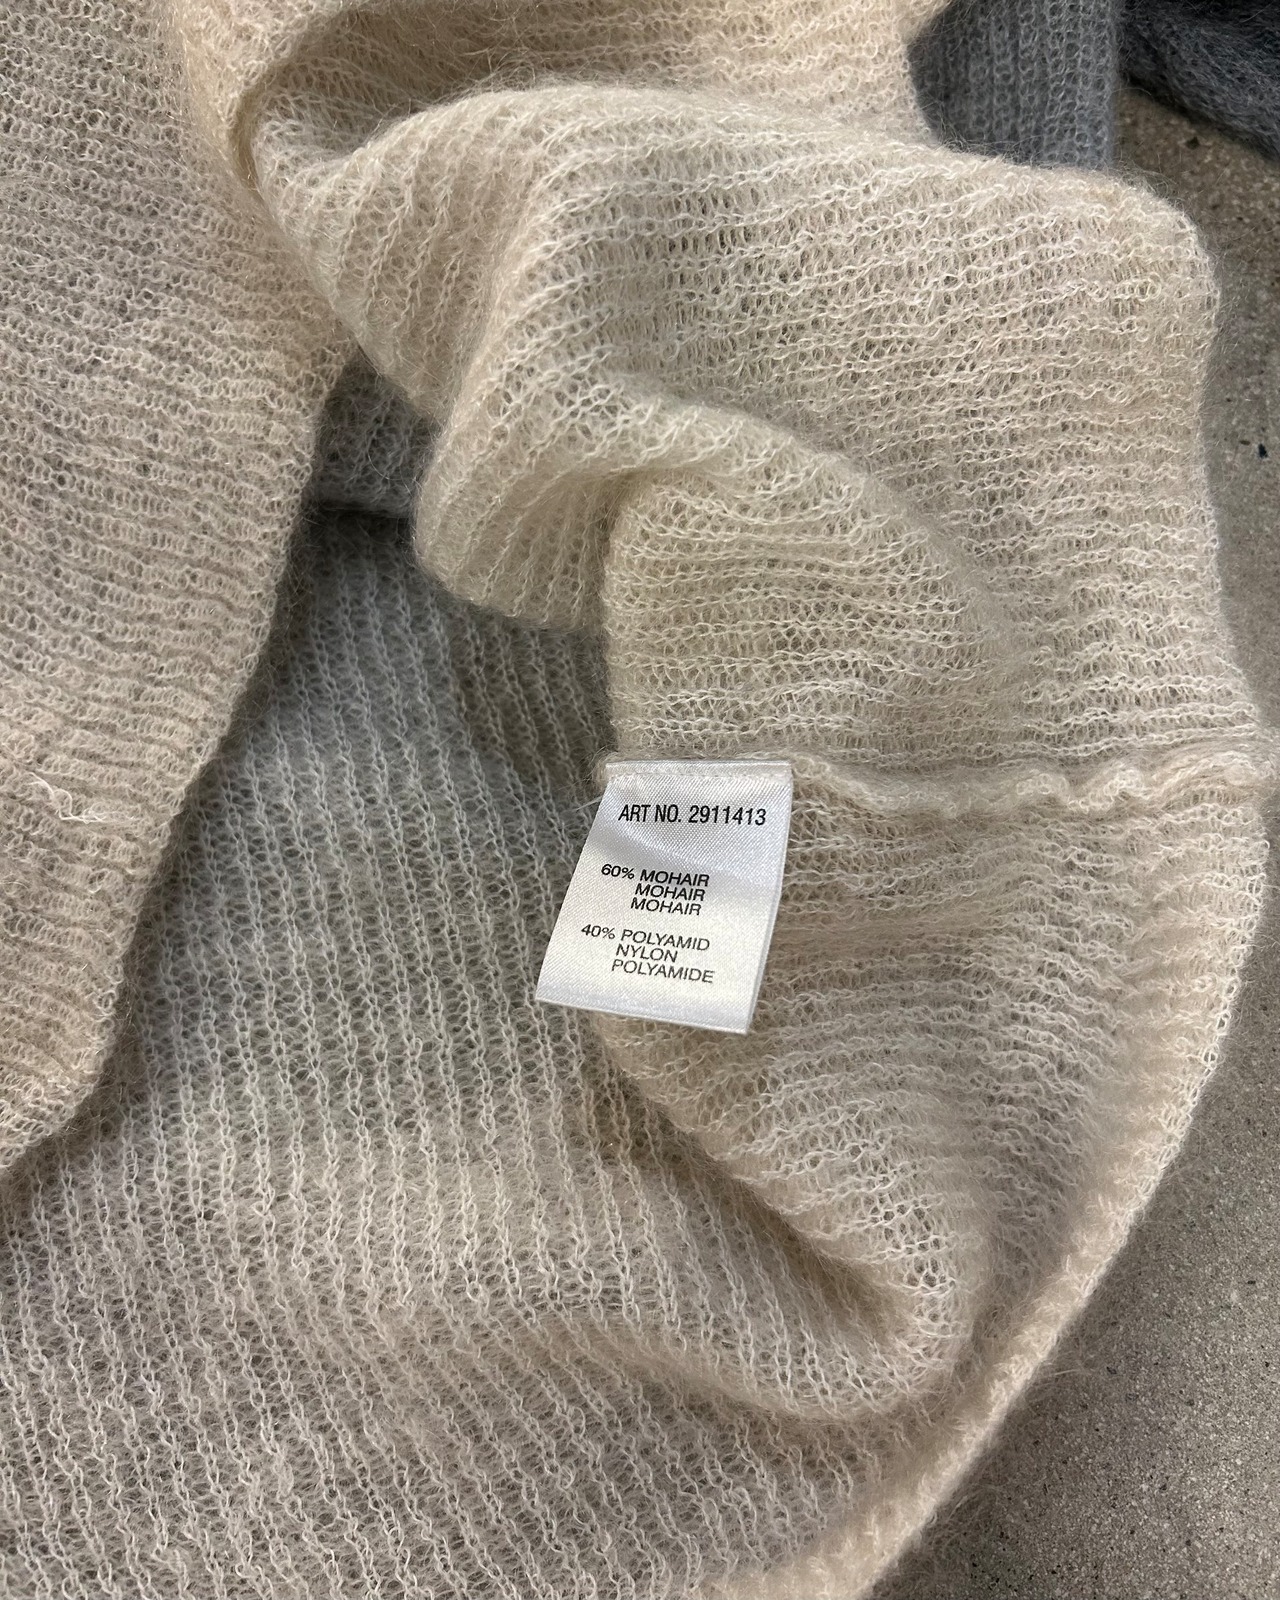 ART NO. 2911413
60% MOHAIR
MOHAIR
MOHAIR
40% POLYAMID
NYLON
POLYAMIDE